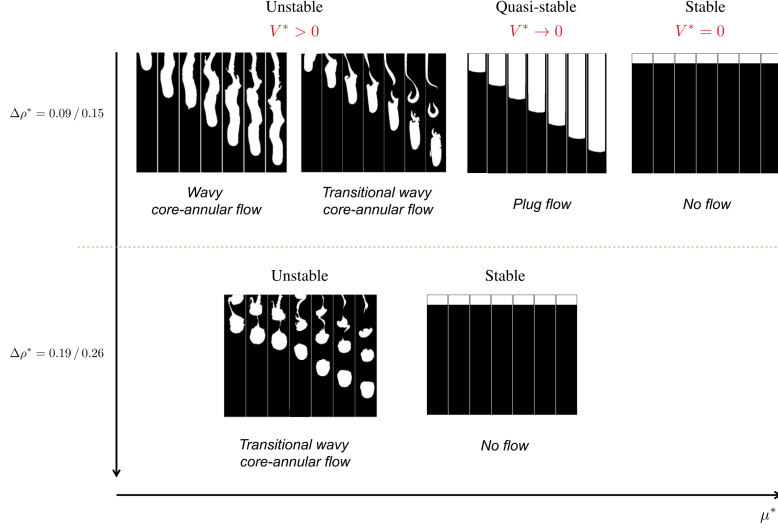 Unstable
Quasi-stable
Stable
V* > 0
V* → 0
V* = 0
Δρ* = 0.09 / 0.15
Wavy
core-annular flow
Transitional wavy
core-annular flow
Plug flow
No flow
Unstable
Stable
Δρ* = 0.19 / 0.26
Transitional wavy
core-annular flow
No flow
μ*